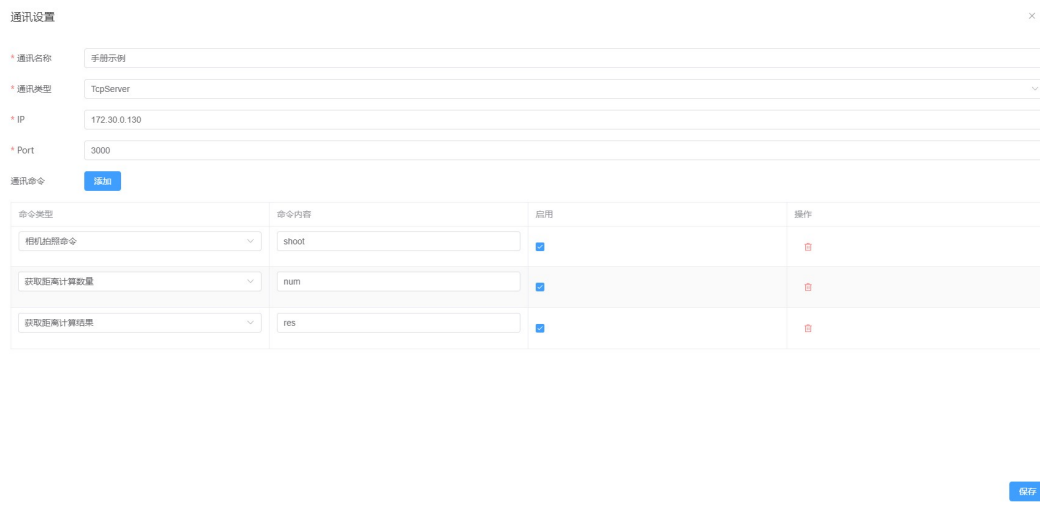 通讯设置
* 通讯名称 手册示例
* 通讯类型 TcpServer
* IP 172.30.0.130
* Port 3000
通讯命令 添加
命令类型 命令内容 启用 操作
相机拍照命令 shoot
获取距离计算数量 num
获取距离计算结果 res
保存